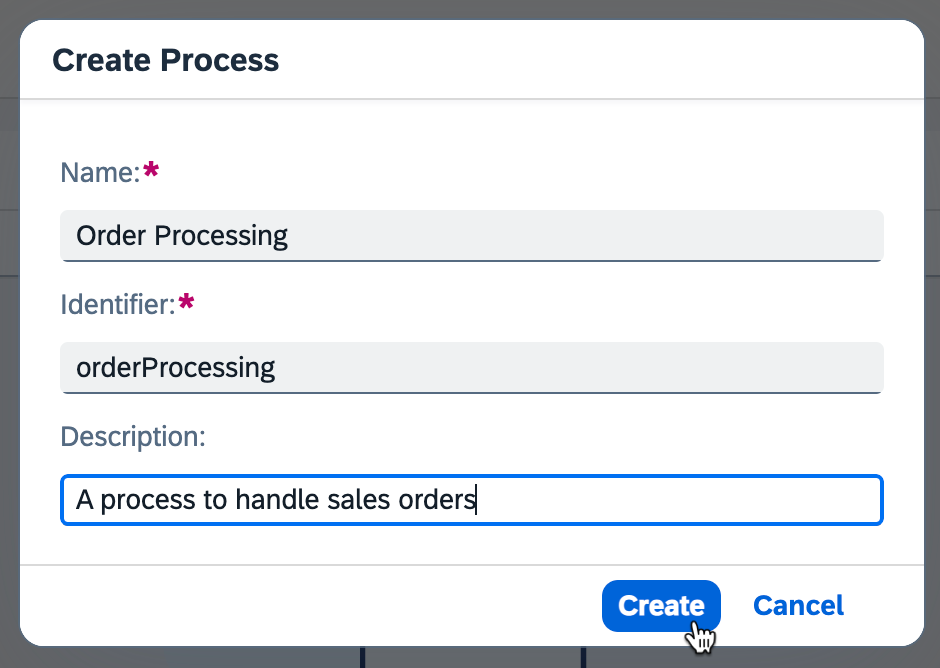 Create Process
Name:*
Order Processing
Identifier:*
orderProcessing
Description:
A process to handle sales orders
Create Cancel